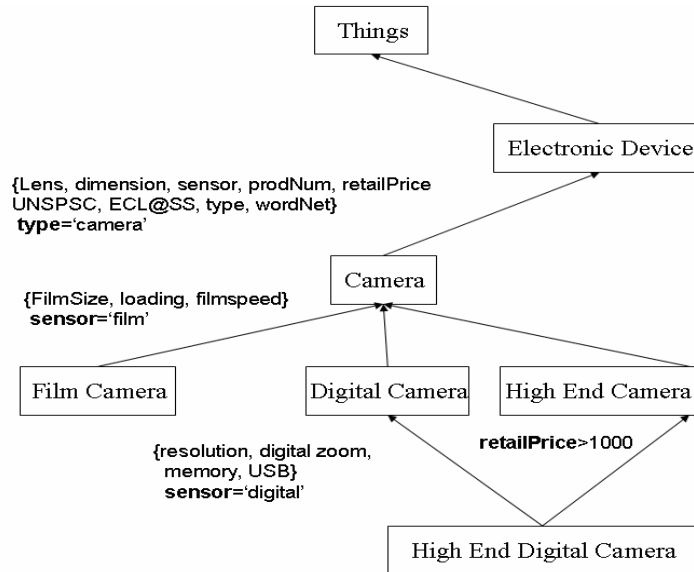 Things
Electronic Device
{Lens, dimension, sensor, prodNum, retailPrice
UNSPSC, ECL@SS, type, wordNet}
type=‘camera’
Camera
{FilmSize, loading, filmspeed}
sensor=‘film’
Film Camera
Digital Camera
High End Camera
{resolution, digital zoom,
memory, USB}
sensor=‘digital’
retailPrice>1000
High End Digital Camera